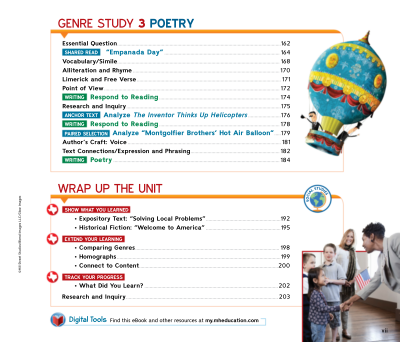 GENRE STUDY 3 POETRY
Essential Question 162
SHARED READ "Empanada Day" 164
Vocabulary/Simile 168
Alliteration and Rhyme 170
Limerick and Free Verse 171
Point of View 172
WRITING Respond to Reading 174
Research and Inquiry 175
ANCHOR TEXT Analyze The Inventor Thinks Up Helicopters 176
WRITING Respond to Reading 178
PAIRED SELECTION Analyze "Montgolfier Brothers' Hot Air Balloon" 179
Author's Craft: Voice 181
Text Connections/Expression and Phrasing 182
WRITING Poetry 184
WRAP UP THE UNIT
SOCIAL STUDIES
SHOW WHAT YOU LEARNED
• Expository Text: "Solving Local Problems" 192
• Historical Fiction: "Welcome to America" 195
EXTEND YOUR LEARNING
• Comparing Genres 198
• Homographs 199
• Connect to Content 200
TRACK YOUR PROGRESS
• What Did You Learn? 202
Research and Inquiry 203
Digital Tools Find this eBook and other resources at my.mheducation.com